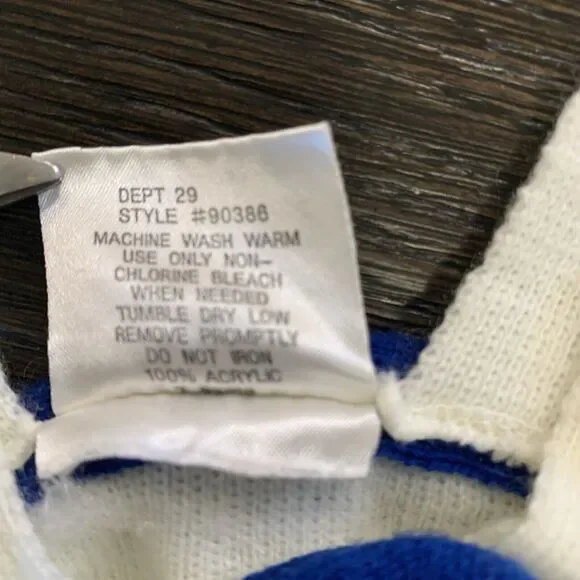 DEPT 29
STYLE #90386
MACHINE WASH WARM
USE ONLY NON-
CHLORINE BLEACH
WHEN NEEDED
TUMBLE DRY LOW
REMOVE PROMPTLY
DO NOT IRON
100% ACRYLIC